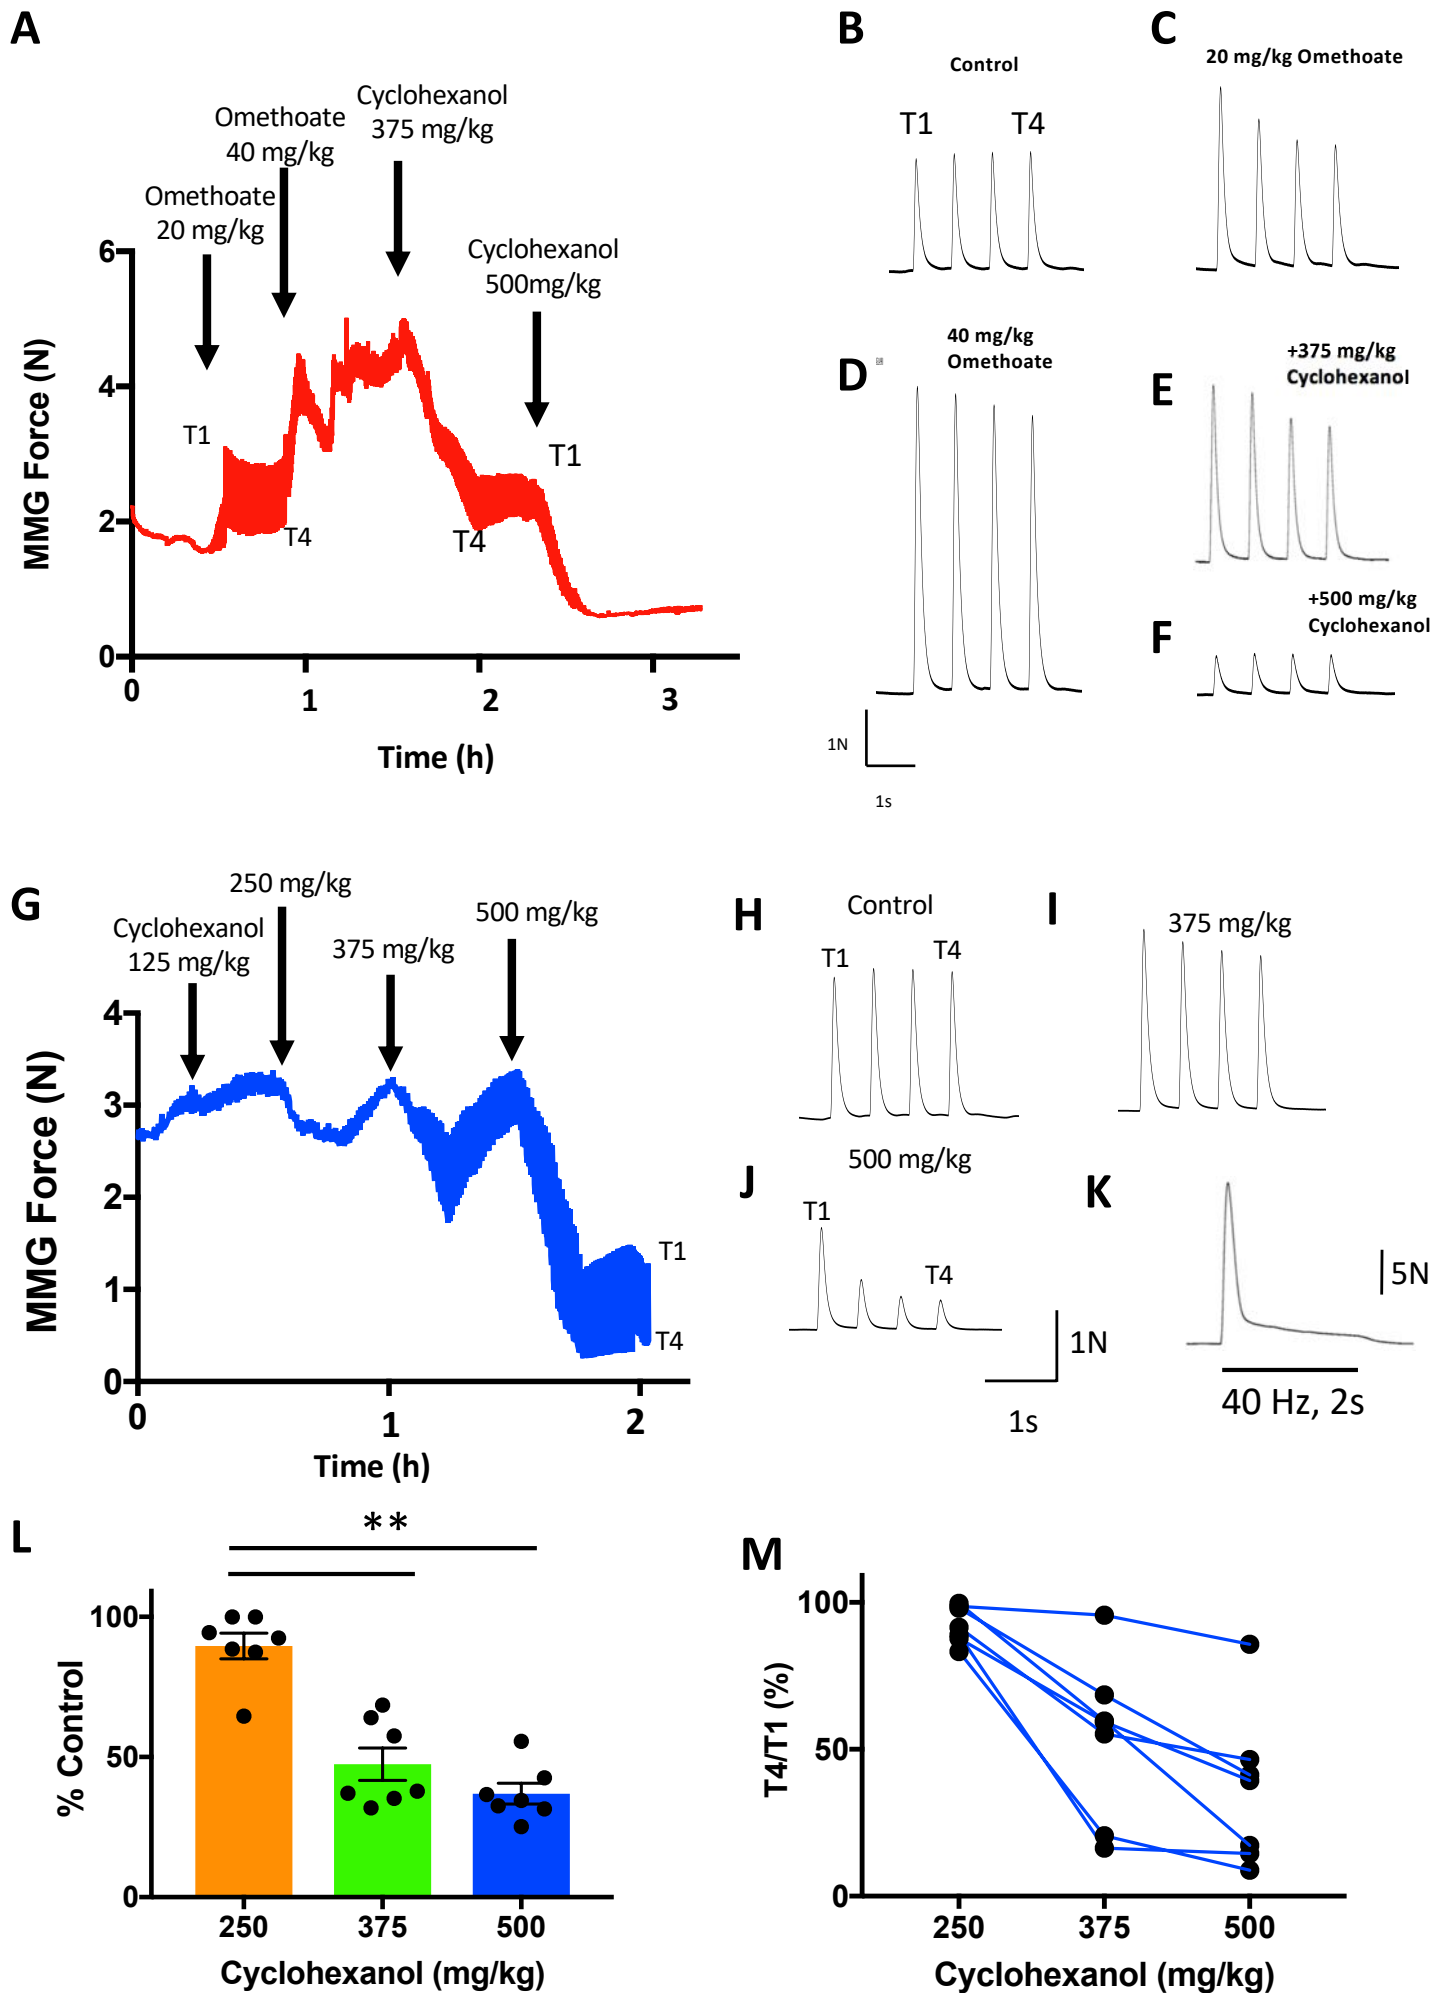 A
Omethoate
20 mg/kg
Omethoate
40 mg/kg
Cyclohexanol
375 mg/kg
Cyclohexanol
500mg/kg
T1
T4
T4
T1
MMG Force (N)
6
4
2
0
0
1
2
3
Time (h)
B
Control
T1
T4
C
20 mg/kg Omethoate
D
40 mg/kg
Omethoate
1N
1s
E
+375 mg/kg
Cyclohexanol
F
+500 mg/kg
Cyclohexanol
G
Cyclohexanol
125 mg/kg
250 mg/kg
375 mg/kg
500 mg/kg
T1
T4
MMG Force (N)
4
3
2
1
0
0
1
2
Time (h)
H
Control
T1
T4
I
375 mg/kg
J
500 mg/kg
T1
T4
1N
1s
K
5N
40 Hz, 2s
L
**
% Control
100
50
0
250
375
500
Cyclohexanol (mg/kg)
M
T4/T1 (%)
100
50
0
250
375
500
Cyclohexanol (mg/kg)